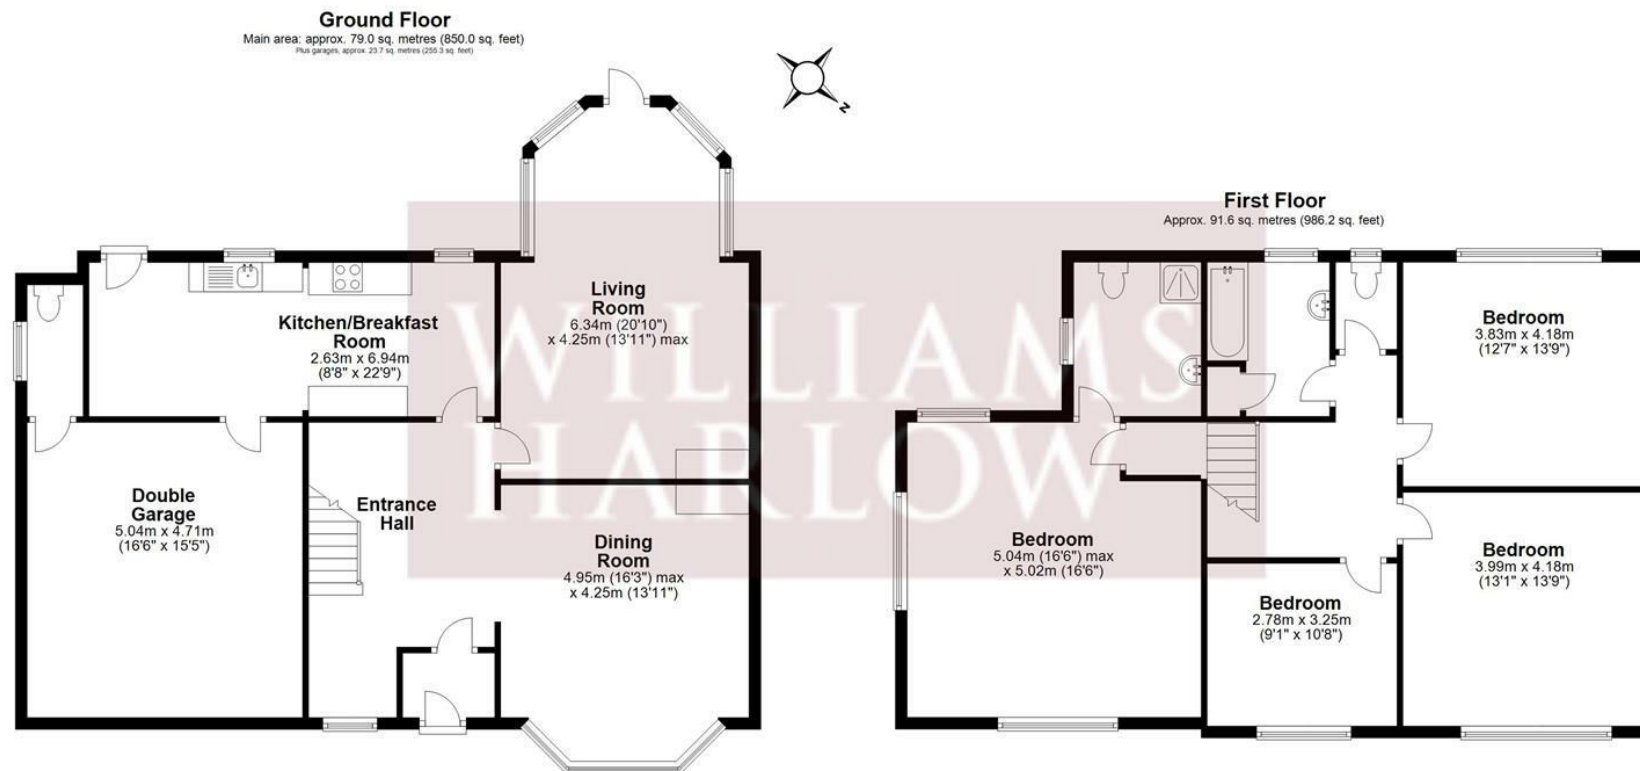 Ground Floor
Main area: approx. 79.0 sq. metres (850.0 sq. feet)
Plus garages, approx. 23.7 sq. metres (255.3 sq. feet)
N
First Floor
Approx. 91.6 sq. metres (986.2 sq. feet)
WILLIAMS
HARLOW
Living
Room
6.34m (20'10")
x 4.25m (13'11") max
Kitchen/Breakfast
Room
2.63m x 6.94m
(8'8" x 22'9")
Double
Garage
5.04m x 4.71m
(16'6" x 15'5")
Entrance
Hall
Dining
Room
4.95m (16'3") max
x 4.25m (13'11")
Bedroom
3.83m x 4.18m
(12'7" x 13'9")
Bedroom
5.04m (16'6") max
x 5.02m (16'6")
Bedroom
2.78m x 3.25m
(9'1" x 10'8")
Bedroom
3.99m x 4.18m
(13'1" x 13'9")